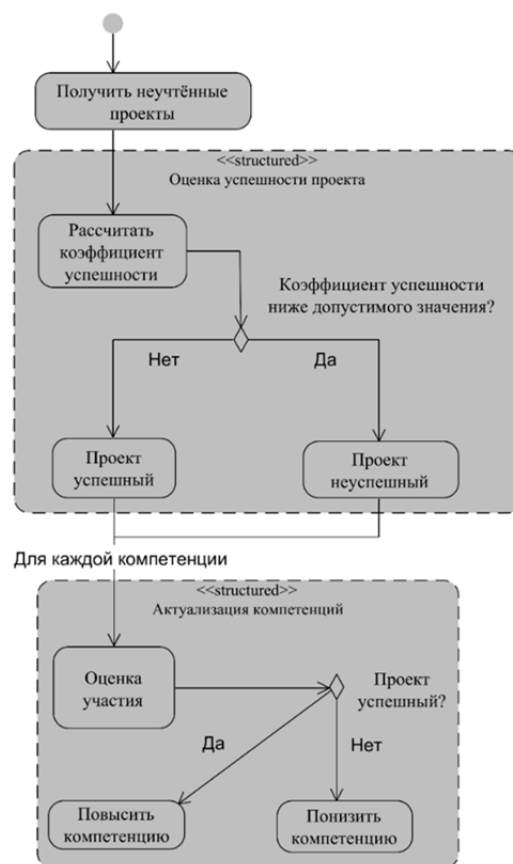 Получить неучтённые
проекты
<<structured>>
Оценка успешности проекта
Рассчитать
коэффициент
успешности
Коэффициент успешности
ниже допустимого значения?
Нет
Да
Проект
успешный
Проект
неуспешный
Для каждой компетенции
<<structured>>
Актуализация компетенций
Оценка
участия
Проект
успешный?
Да
Нет
Повысить
компетенцию
Понизить
компетенцию